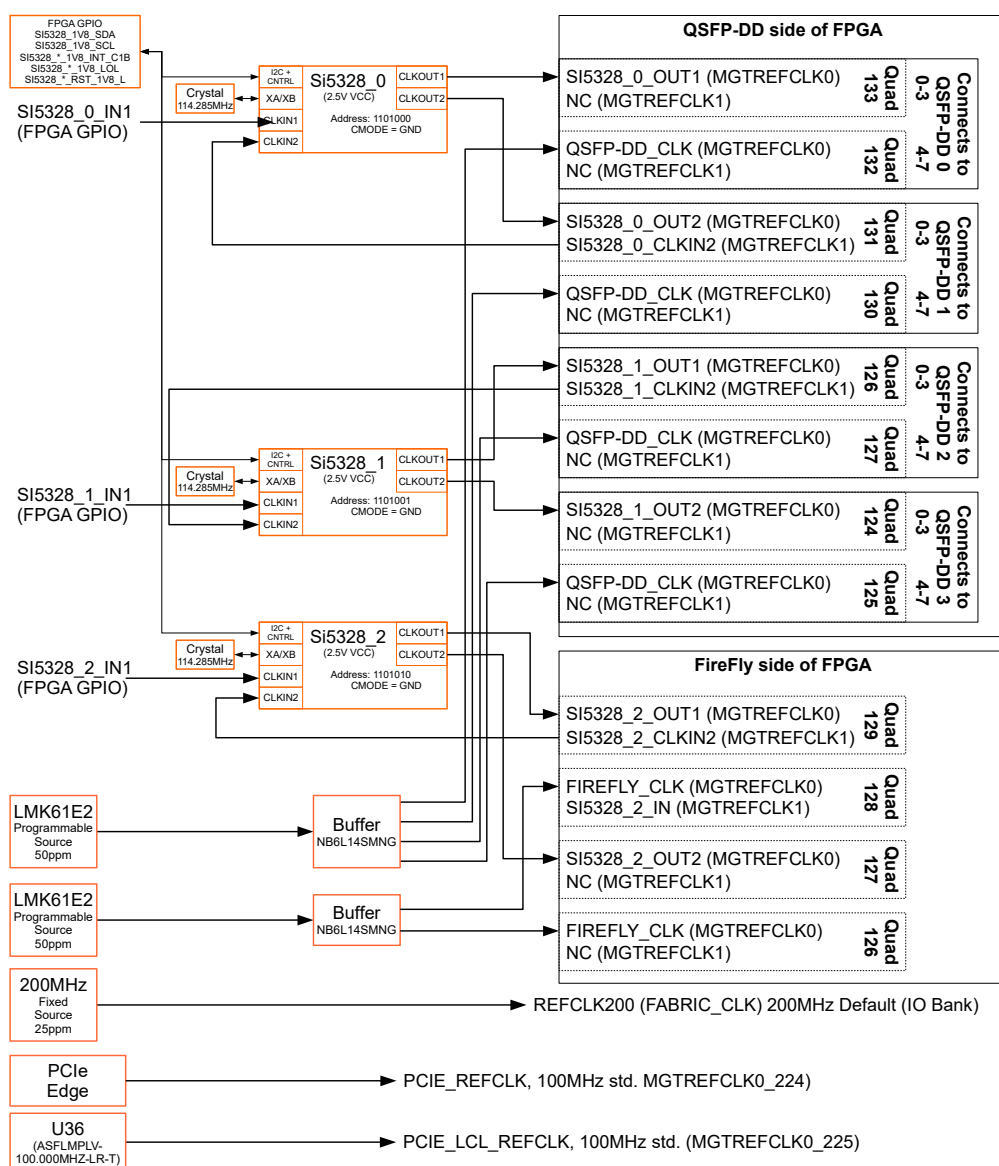 FPGA GPIO
SI5328_1V8_SDA
SI5328_1V8_SCL
SI5328_*_1V8_INT_C1B
SI5328_*_1V8_LOL
SI5328_*_RST_1V8_L
SI5328_0_IN1
(FPGA GPIO)
Crystal
114.285MHz
I2C +
CNTRL
XA/XB
CLKIN1
CLKIN2
Si5328_0
(2.5V VCC)
Address: 1101000
CMODE = GND
CLKOUT1
CLKOUT2
QSFP-DD side of FPGA
SI5328_0_OUT1 (MGTREFCLK0)
NC (MGTREFCLK1)
Quad
133
QSFP-DD_CLK (MGTREFCLK0)
NC (MGTREFCLK1)
Quad
132
Connects to
QSFP-DD 0
0-3 4-7
SI5328_0_OUT2 (MGTREFCLK0)
SI5328_0_CLKIN2 (MGTREFCLK1)
Quad
131
QSFP-DD_CLK (MGTREFCLK0)
NC (MGTREFCLK1)
Quad
130
Connects to
QSFP-DD 1
0-3 4-7
SI5328_1_OUT1 (MGTREFCLK0)
SI5328_1_CLKIN2 (MGTREFCLK1)
Quad
126
QSFP-DD_CLK (MGTREFCLK0)
NC (MGTREFCLK1)
Quad
127
Connects to
QSFP-DD 2
0-3 4-7
SI5328_1_IN1
(FPGA GPIO)
Crystal
114.285MHz
I2C +
CNTRL
XA/XB
CLKIN1
CLKIN2
Si5328_1
(2.5V VCC)
Address: 1101001
CMODE = GND
CLKOUT1
CLKOUT2
SI5328_1_OUT2 (MGTREFCLK0)
NC (MGTREFCLK1)
Quad
124
QSFP-DD_CLK (MGTREFCLK0)
NC (MGTREFCLK1)
Quad
125
Connects to
QSFP-DD 3
0-3 4-7
SI5328_2_IN1
(FPGA GPIO)
Crystal
114.285MHz
I2C +
CNTRL
XA/XB
CLKIN1
CLKIN2
Si5328_2
(2.5V VCC)
Address: 1101010
CMODE = GND
CLKOUT1
CLKOUT2
FireFly side of FPGA
SI5328_2_OUT1 (MGTREFCLK0)
SI5328_2_CLKIN2 (MGTREFCLK1)
Quad
129
FIREFLY_CLK (MGTREFCLK0)
SI5328_2_IN (MGTREFCLK1)
Quad
128
SI5328_2_OUT2 (MGTREFCLK0)
NC (MGTREFCLK1)
Quad
127
FIREFLY_CLK (MGTREFCLK0)
NC (MGTREFCLK1)
Quad
126
LMK61E2
Programmable
Source
50ppm
Buffer
NB6L14SMNG
LMK61E2
Programmable
Source
50ppm
Buffer
NB6L14SMNG
200MHz
Fixed
Source
25ppm
REFCLK200 (FABRIC_CLK) 200MHz Default (IO Bank)
PCIe
Edge
PCIE_REFCLK, 100MHz std. MGTREFCLK0_224)
U36
(ASFLMPLV-
100.000MHZ-LR-T)
PCIE_LCL_REFCLK, 100MHz std. (MGTREFCLK0_225)